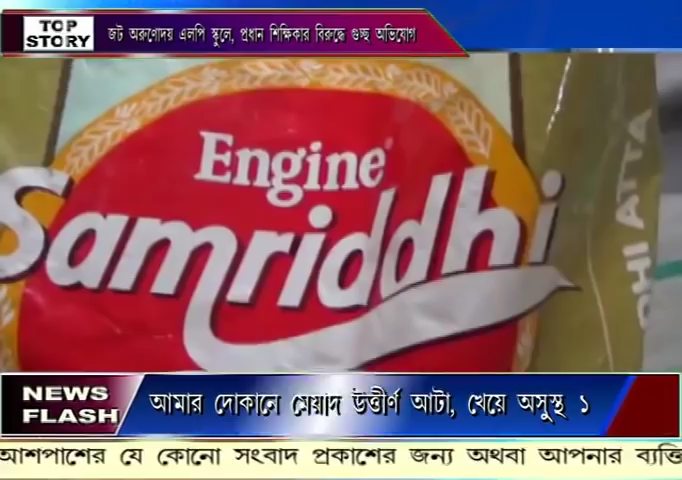 TOP
STORY
জট অরুণোদয় এলপি স্কুলে, প্রধান শিক্ষিকার বিরুদ্ধে গুচ্ছ অভিযোগ
Engine
Samriddhi
DHI ATTA
NEWS
FLASH
আমার দোকানে মেয়াদ উত্তীর্ণ আটা, খেয়ে অসুস্থ ১
আশপাশের যে কোনো সংবাদ প্রকাশের জন্য অথবা আপনার ব্যক্তি